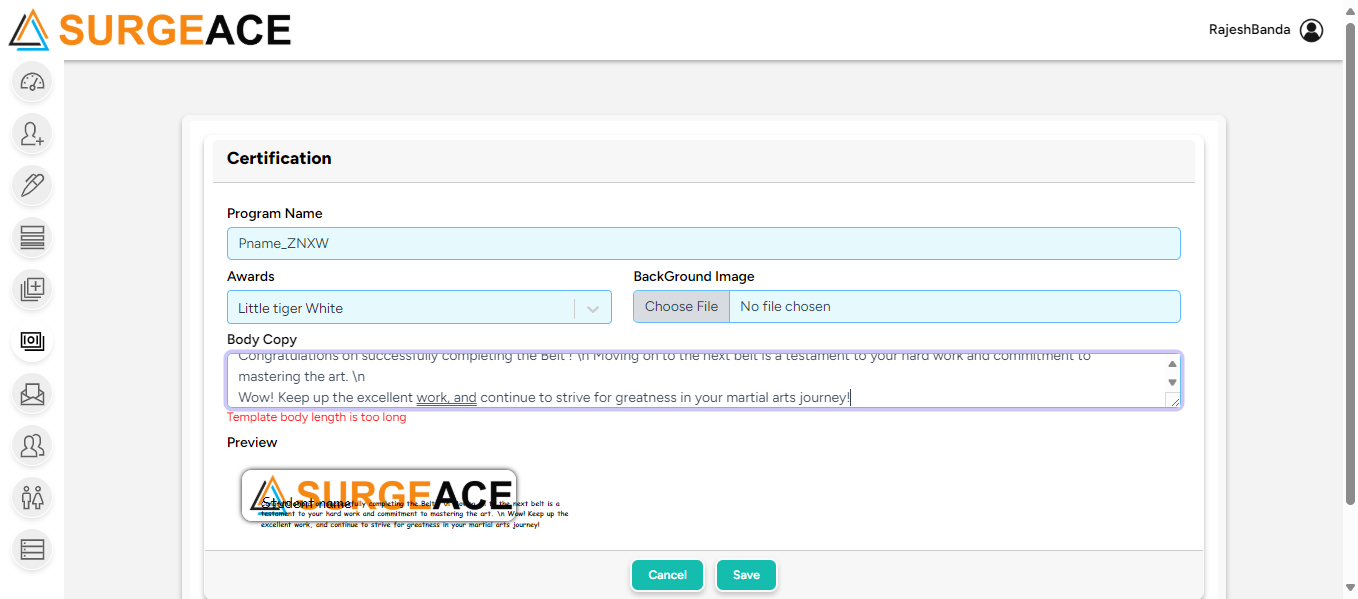 SURGEACE
RajeshBanda
Certification
Program Name
Pname_ZNXW
Awards
BackGround Image
Little tiger White
Choose File
No file chosen
Body Copy
Congratulations on successfully completing the Belt ! \n Moving on to the next belt is a testament to your hard work and commitment to
mastering the art. \n
Wow! Keep up the excellent work, and continue to strive for greatness in your martial arts journey!
Template body length is too long
Preview
SURGEACE
Student name
fully completing the Belt
next belt is a
testament to your hard work and commitment to mastering the art. \n Wow! Keep up the
excellent work, and continue to strive for greatness in your martial arts journey!
Cancel
Save